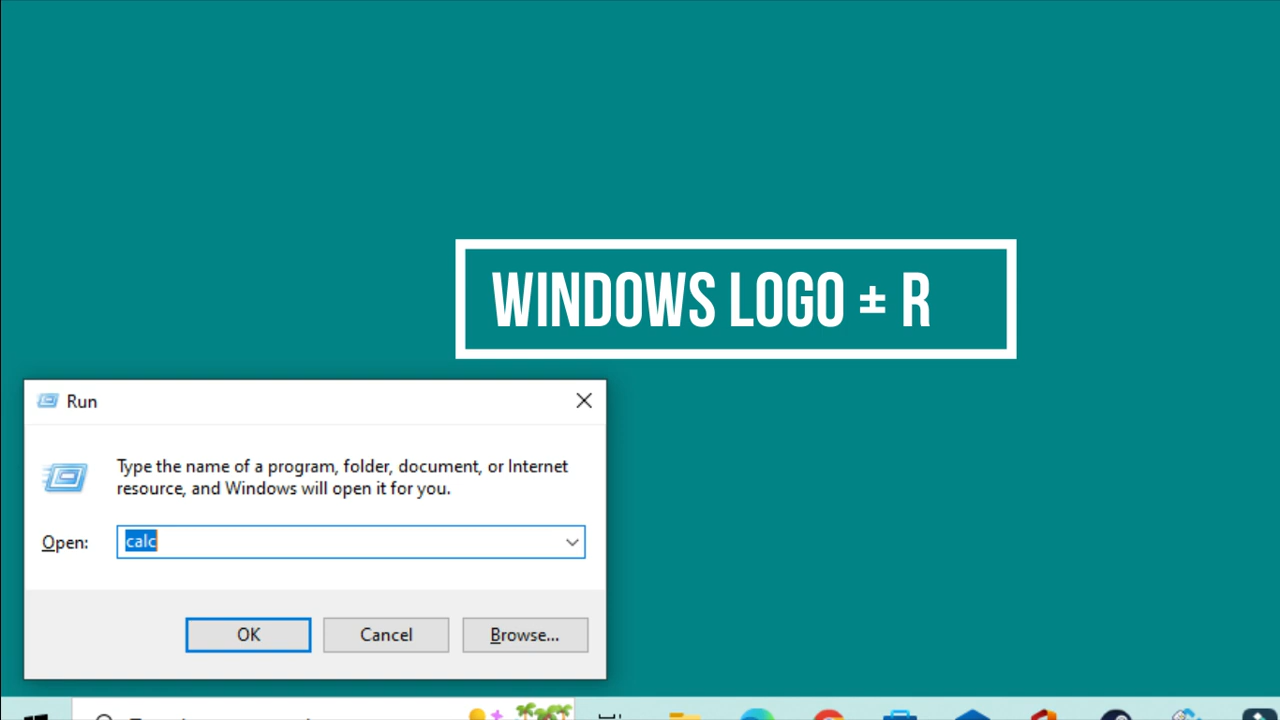 WINDOWS LOGO ± R
Run
Type the name of a program, folder, document, or Internet
resource, and Windows will open it for you.
Open:
calc
OK
Cancel
Browse...